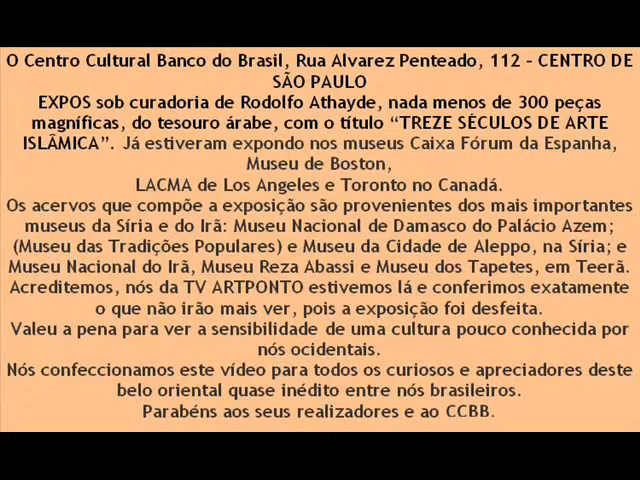 O Centro Cultural Banco do Brasil, Rua Alvarez Penteado, 112 – CENTRO DE
SÃO PAULO
EXPOS sob curadoria de Rodolfo Athayde, nada menos de 300 peças
magníficas, do tesouro árabe, com o título “TREZE SÉCULOS DE ARTE
ISLÂMICA”. Já estiveram expondo nos museus Caixa Fórum da Espanha,
Museu de Boston,
LACMA de Los Angeles e Toronto no Canadá.
Os acervos que compõe a exposição são provenientes dos mais importantes
museus da Síria e do Irã: Museu Nacional de Damasco do Palácio Azem;
(Museu das Tradições Populares) e Museu da Cidade de Aleppo, na Síria; e
Museu Nacional do Irã, Museu Reza Abassi e Museu dos Tapetes, em Teerã.
Acreditemos, nós da TV ARTPONTO estivemos lá e conferimos exatamente
o que não irão mais ver, pois a exposição foi desfeita.
Valeu a pena para ver a sensibilidade de uma cultura pouco conhecida por
nós ocidentais.
Nós confeccionamos este vídeo para todos os curiosos e apreciadores deste
belo oriental quase inédito entre nós brasileiros.
Parabéns aos seus realizadores e ao CCBB.